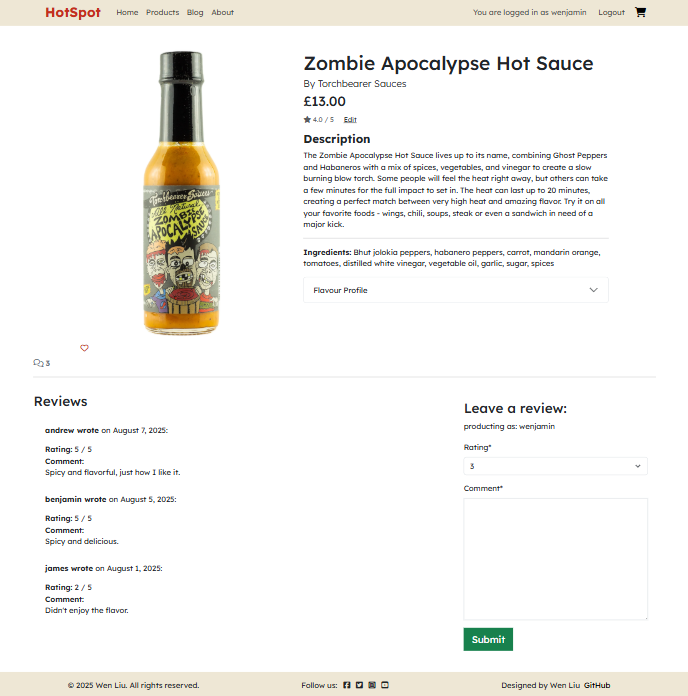 HotSpot Home Products Blog About You are logged in as wenjamin Logout
Torchbearer Sauces
All Natural
ZOMBIE
APOCALYPSE
SAUCE
Zombie Apocalypse Hot Sauce
By Torchbearer Sauces
£13.00
4.0 / 5 Edit
Description
The Zombie Apocalypse Hot Sauce lives up to its name, combining Ghost Peppers
and Habaneros with a mix of spices, vegetables, and vinegar to create a slow
burning blow torch. Some people will feel the heat right away, but others can take
a few minutes for the full impact to set in. The heat can last up to 20 minutes,
creating a perfect match between very high heat and amazing flavor. Try it on all
your favorite foods - wings, chili, soups, steak or even a sandwich in need of a
major kick.
Ingredients: Bhut jolokia peppers, habanero peppers, carrot, mandarin orange,
tomatoes, distilled white vinegar, vegetable oil, garlic, sugar, spices
Flavour Profile
3
Reviews
andrew wrote on August 7, 2025:
Rating: 5 / 5
Comment:
Spicy and flavorful, just how I like it.
benjamin wrote on August 5, 2025:
Rating: 5 / 5
Comment:
Spicy and delicious.
james wrote on August 1, 2025:
Rating: 2 / 5
Comment:
Didn't enjoy the flavor.
Leave a review:
producting as: wenjamin
Rating*
3
Comment*
Submit
© 2025 Wen Liu. All rights reserved. Follow us: Designed by Wen Liu GitHub